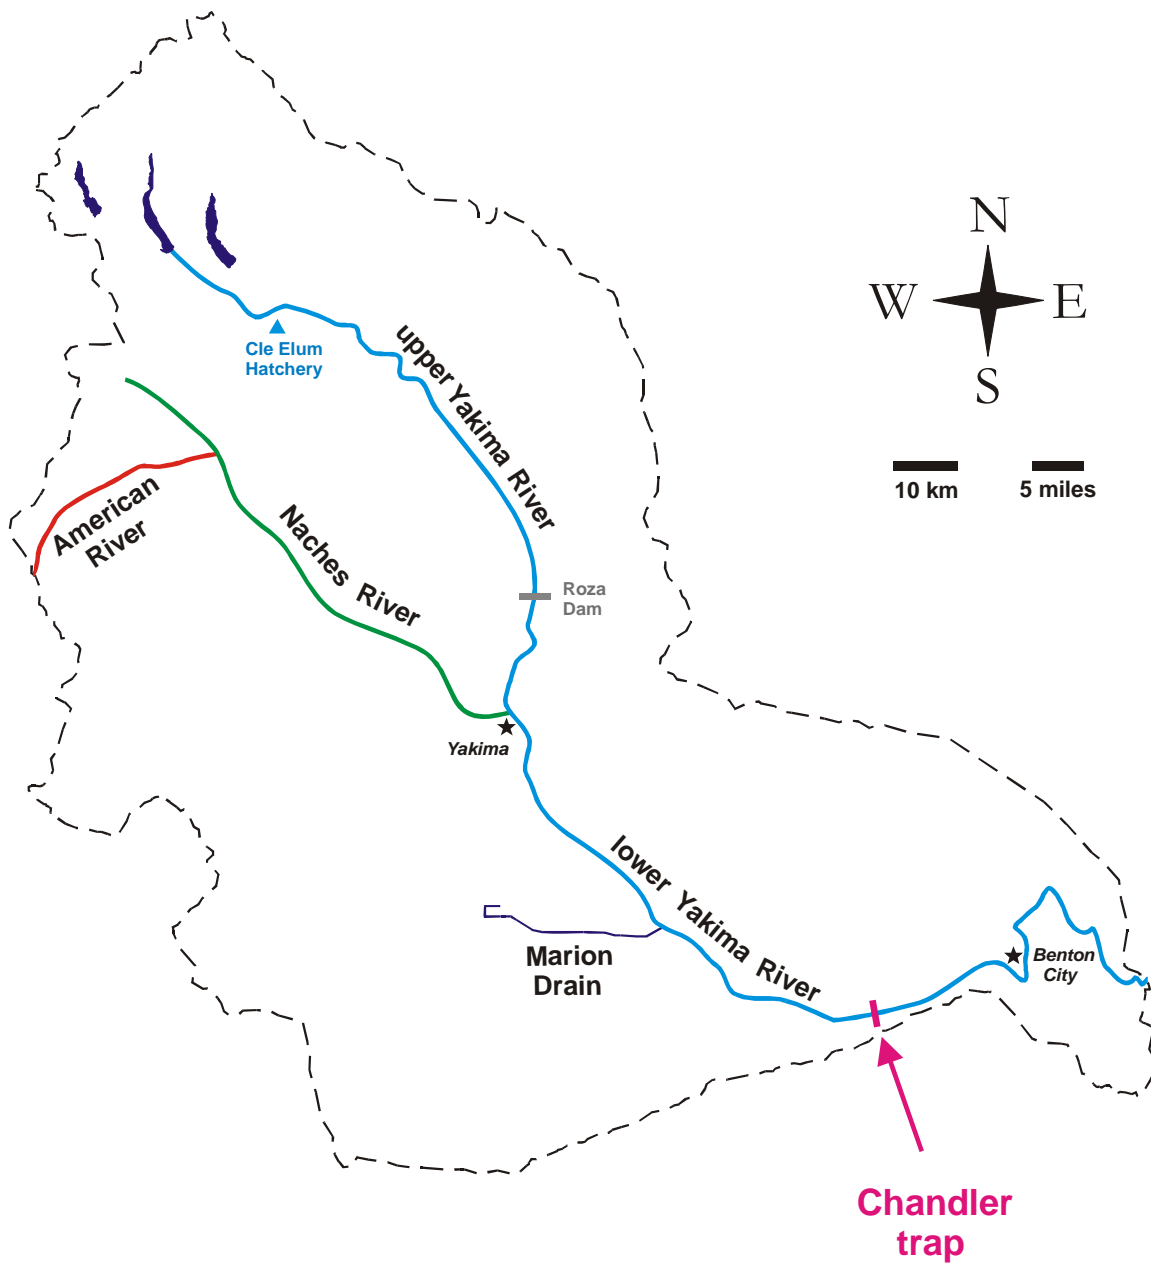 N
W E
S
10 km 5 miles
Cle Elum
Hatchery
upper Yakima River
American
River
Naches River
Roza
Dam
Yakima
lower Yakima River
Marion
Drain
Benton
City
Chandler
trap